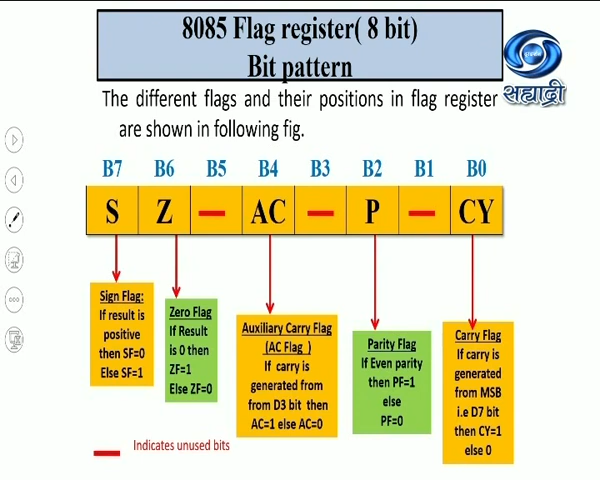 8085 Flag register( 8 bit)
Bit pattern
सह्याद्री
The different flags and their positions in flag register
are shown in following fig.
B7 B6 B5 B4 B3 B2 B1 B0
S Z — AC — P — CY
Sign Flag:
If result is
positive
then SF=0
Else SF=1
Zero Flag
If Result
is 0 then
ZF=1
Else ZF=0
Auxiliary Carry Flag
(AC Flag )
If carry is
generated from
from D3 bit then
AC=1 else AC=0
Parity Flag
If Even parity
then PF=1
else
PF=0
Carry Flag
If carry is
generated
from MSB
i.e D7 bit
then CY=1
else 0
Indicates unused bits